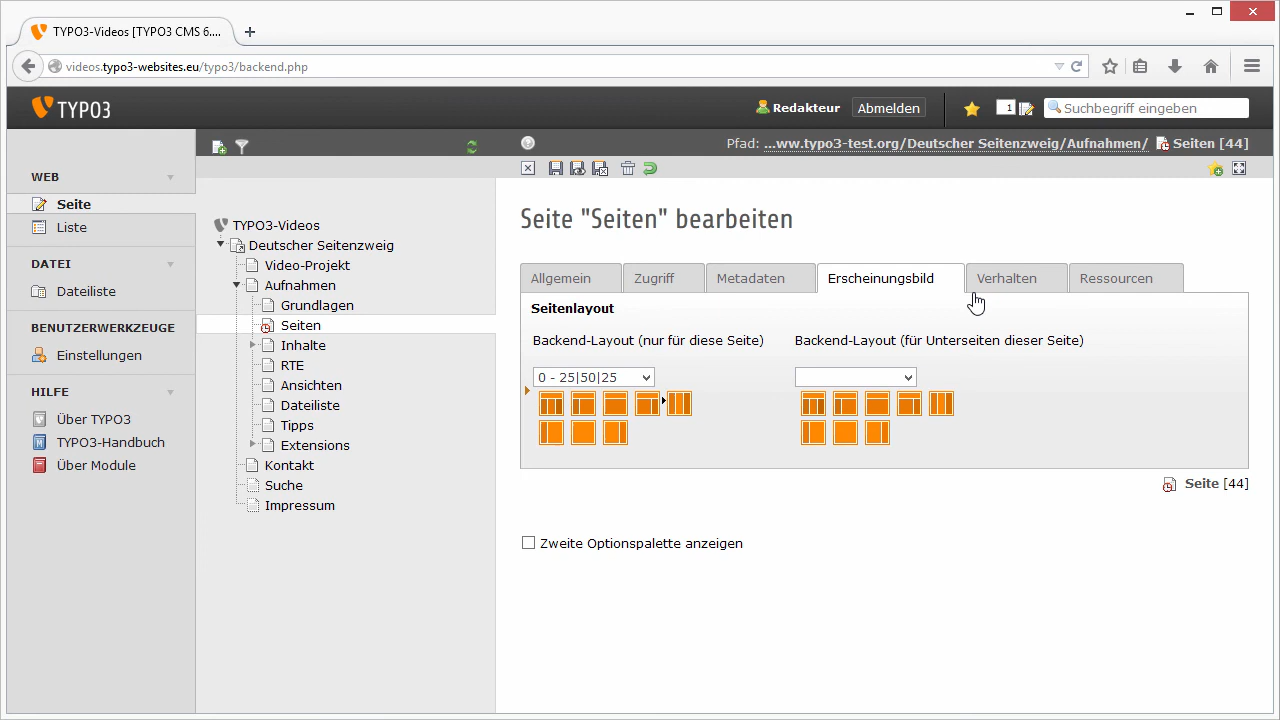 TYPO3-Videos [TYPO3 CMS 6....
videos.typo3-websites.eu/typo3/backend.php
TYPO3
Redakteur
Abmelden
1
Suchbegriff eingeben
Pfad: ...ww.typo3-test.org/Deutscher Seitenzweig/Aufnahmen/ Seiten [44]
WEB
Seite
Liste
DATEI
Dateiliste
BENUTZERWERKZEUGE
Einstellungen
HILFE
Über TYPO3
TYPO3-Handbuch
Über Module
TYPO3-Videos
Deutscher Seitenzweig
Video-Projekt
Aufnahmen
Grundlagen
Seiten
Inhalte
RTE
Ansichten
Dateiliste
Tipps
Extensions
Kontakt
Suche
Impressum
Seite "Seiten" bearbeiten
Allgemein Zugriff Metadaten Erscheinungsbild Verhalten Ressourcen
Seitenlayout
Backend-Layout (nur für diese Seite) Backend-Layout (für Unterseiten dieser Seite)
0 - 25|50|25
Seite [44]
Zweite Optionspalette anzeigen